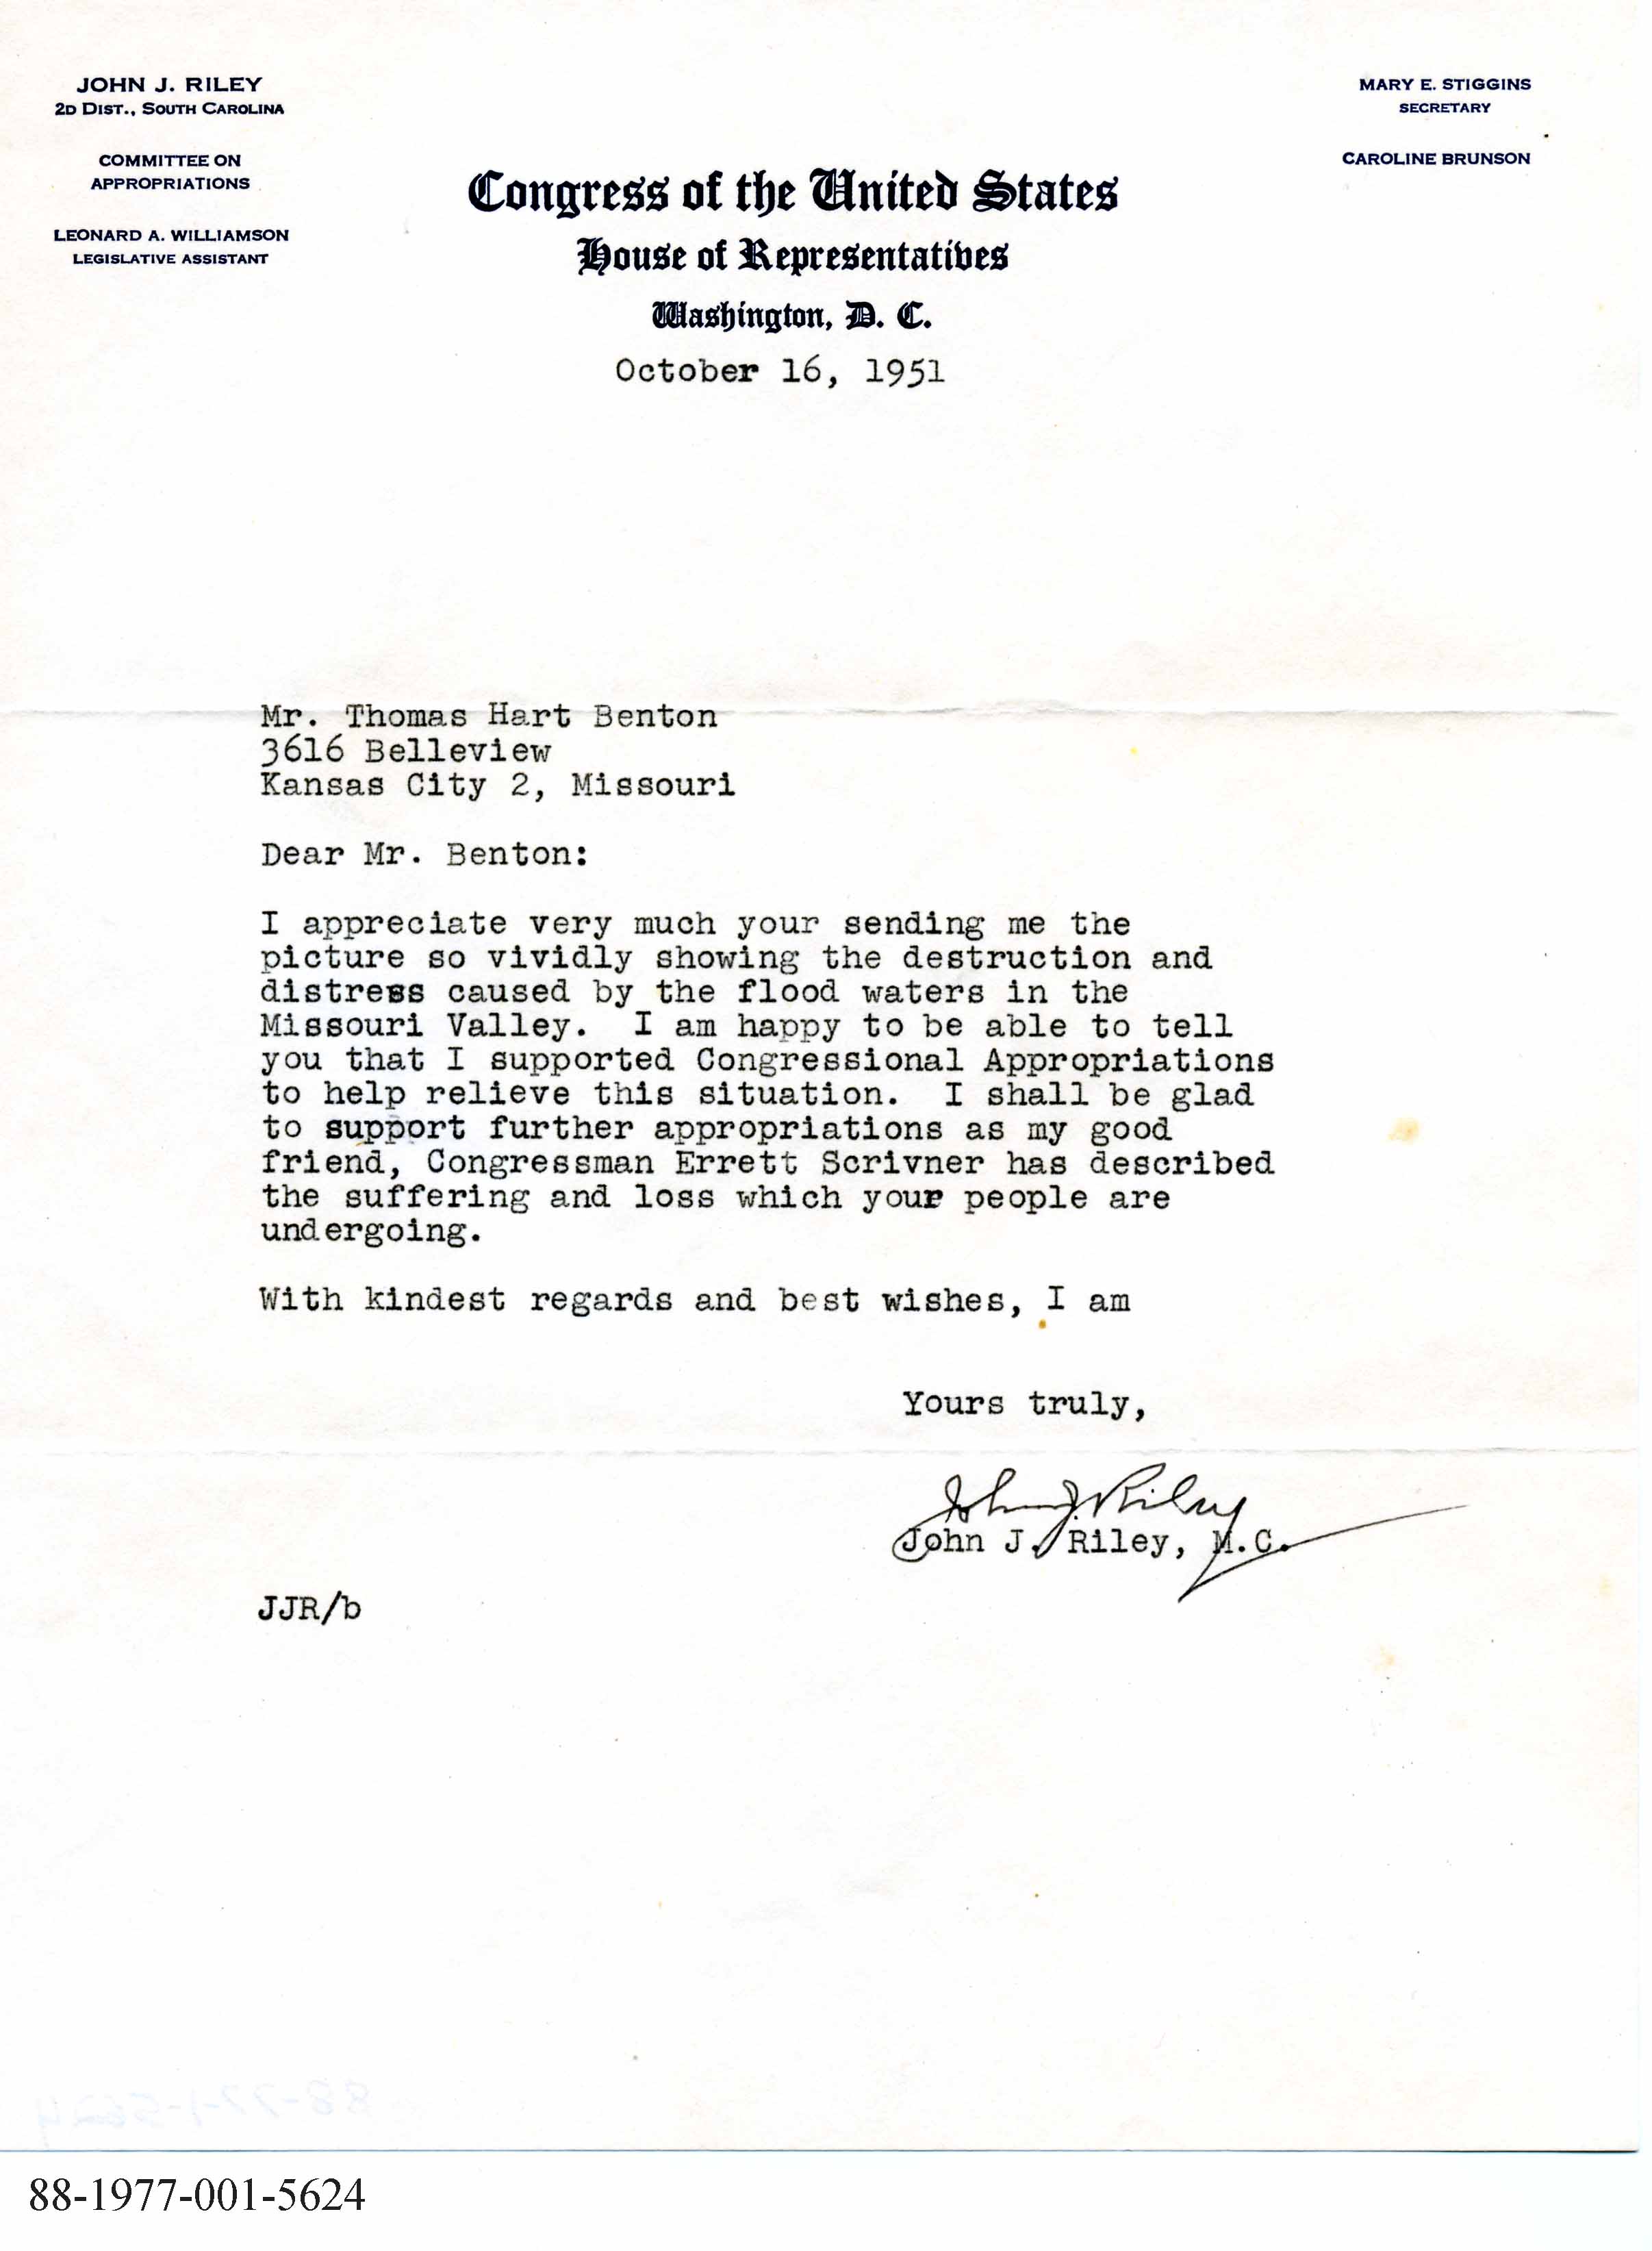 JOHN J. RILEY
2D DIST., SOUTH CAROLINA
COMMITTEE ON
APPROPRIATIONS
LEONARD A. WILLIAMSON
LEGISLATIVE ASSISTANT
MARY E. STIGGINS
SECRETARY
CAROLINE BRUNSON
Congress of the United States
House of Representatives
Washington, D. C.
October 16, 1951
Mr. Thomas Hart Benton
3616 Belleview
Kansas City 2, Missouri
Dear Mr. Benton:
I appreciate very much your sending me the
picture so vividly showing the destruction and
distress caused by the flood waters in the
Missouri Valley. I am happy to be able to tell
you that I supported Congressional Appropriations
to help relieve this situation. I shall be glad
to support further appropriations as my good
friend, Congressman Errett Scrivner has described
the suffering and loss which your people are
undergoing.
With kindest regards and best wishes, I am
Yours truly,
John J. Riley
John J. Riley, M.C.
JJR/b
88-77-1-5624
88-1977-001-5624